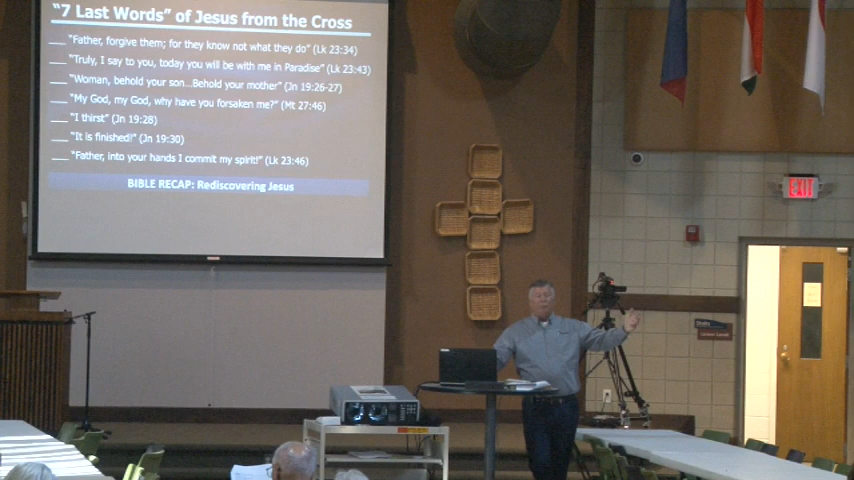 “7 Last Words” of Jesus from the Cross
___ “Father, forgive them; for they know not what they do” (Lk 23:34)
___ “Truly, I say to you, today you will be with me in Paradise” (Lk 23:43)
___ “Woman, behold your son...Behold your mother” (Jn 19:26-27)
___ “My God, my God, why have you forsaken me?” (Mt 27:46)
___ “I thirst” (Jn 19:28)
___ “It is finished!” (Jn 19:30)
___ “Father, into your hands I commit my spirit!” (Lk 23:46)
BIBLE RECAP: Rediscovering Jesus
EXIT